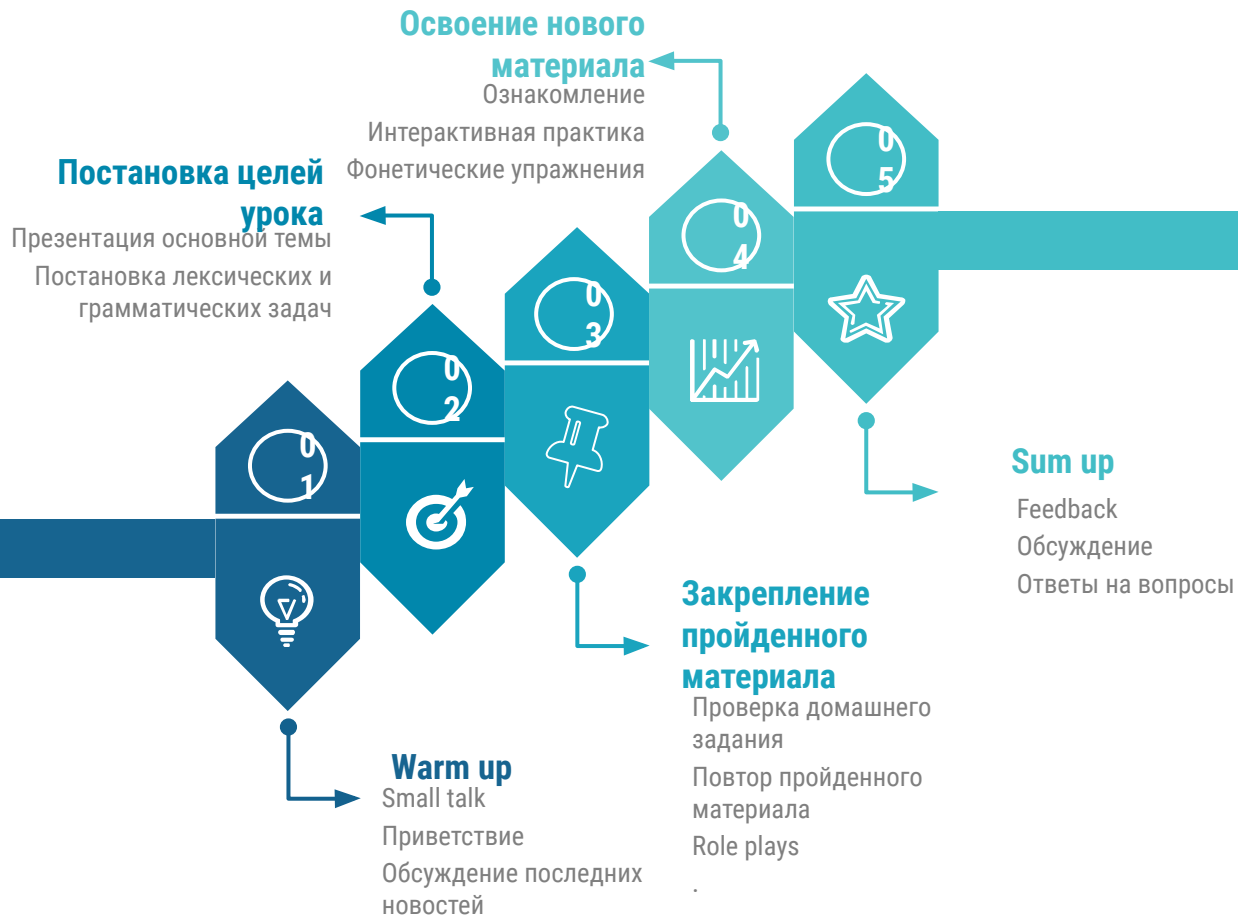 Освоение нового
материала
Ознакомление
Интерактивная практика
Фонетические упражнения
Постановка целей
урока
Презентация основной темы
Постановка лексических и
грамматических задач
0
5
0
4
0
3
0
2
0
1
Sum up
Feedback
Обсуждение
Ответы на вопросы
Закрепление
пройденного
материала
Проверка домашнего
задания
Повтор пройденного
материала
Role plays
.
Warm up
Small talk
Приветствие
Обсуждение последних
новостей